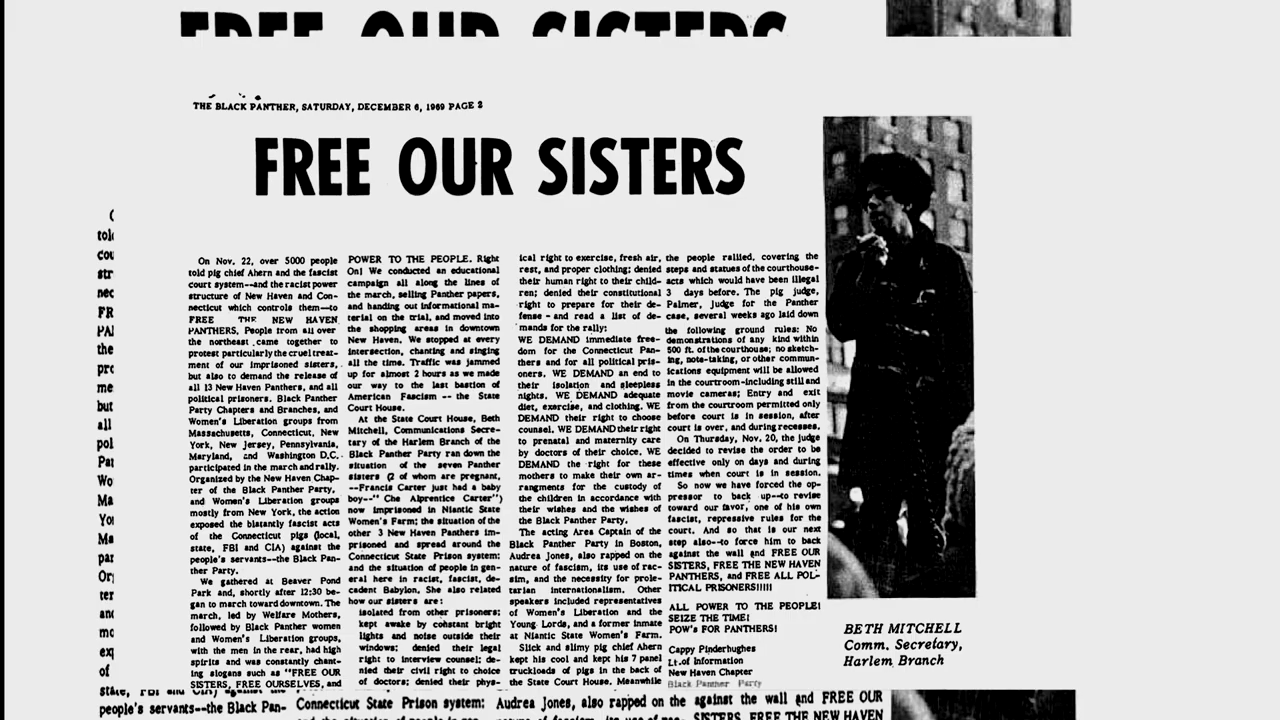 FREE OUR SISTERS
THE BLACK PANTHER, SATURDAY, DECEMBER 6, 1969 PAGE 2
FREE OUR SISTERS
On Nov. 22, over 5000 people
told pig chief Ahern and the fascist
court system--and the racist power
structure of New Haven and Con-
necticut which controls them--to
FREE THE NEW HAVEN
PANTHERS. People from all over
the northeast came together to
protest particularly the cruel treat-
ment of our imprisoned sisters,
but also to demand the release of
all 13 New Haven Panthers, and all
political prisoners. Black Panther
Party Chapters and Branches, and
Women's Liberation groups from
Massachusetts, Connecticut, New
York, New Jersey, Pennsylvania,
Maryland, and Washington D.C.
participated in the march and rally.
Organized by the New Haven Chap-
ter of the Black Panther Party,
and Women's Liberation groups
mostly from New York, the action
exposed the blatantly fascist acts
of the Connecticut pigs (local,
state, FBI and CIA) against the
people's servants--the Black Pan-
ther Party.
We gathered at Beaver Pond
Park and, shortly after 12:30 be-
gan to march toward downtown. The
march, led by Welfare Mothers,
followed by Black Panther women
and Women's Liberation groups,
with the men in the rear, had high
spirits and was constantly chant-
ing slogans such as "FREE OUR
SISTERS, FREE OURSELVES, and
POWER TO THE PEOPLE. Right
On! We conducted an educational
campaign all along the lines of
the march, selling Panther papers,
and handing out informational ma-
terial on the trial, and moved into
the shopping areas in downtown
New Haven. We stopped at every
intersection, chanting and singing
all the time. Traffic was jammed
up for almost 2 hours as we made
our way to the last bastion of
American Fascism -- the State
Court House.
At the State Court House, Beth
Mitchell, Communications Secre-
tary of the Harlem Branch of the
Black Panther Party ran down the
situation of the seven Panther
sisters (2 of whom are pregnant,
--Francis Carter just had a baby
boy--" Che Alprentice Carter")
now imprisoned in Niantic State
Women's Farm; the situation of the
other 3 New Haven Panthers im-
prisoned and spread around the
Connecticut State Prison system;
and the situation of people in gen-
eral here in racist, fascist, de-
cadent Babylon. She also related
how our sisters are:
isolated from other prisoners;
kept awake by constant bright
lights and noise outside their
windows; denied their legal
right to interview counsel; de-
nied their civil right to choice
of doctors; denied their phys-
ical right to exercise, fresh air,
rest, and proper clothing; denied
their human right to their child-
ren; denied their constitutional
right to prepare for their de-
fense - and read a list of de-
mands for the rally:
WE DEMAND immediate free-
dom for the Connecticut Pan-
thers and for all political pris-
oners. WE DEMAND an end to
their isolation and sleepless
nights. WE DEMAND adequate
diet, exercise, and clothing. WE
DEMAND their right to choose
counsel. WE DEMAND their right
to prenatal and maternity care
by doctors of their choice. WE
DEMAND the right for these
mothers to make their own ar-
rangments for the custody of
the children in accordance with
their wishes and the wishes of
the Black Panther Party.
The acting Area Captain of the
Black Panther Party in Boston,
Audrea Jones, also rapped on the
nature of fascism, its use of rac-
sim, and the necessity for prole-
tarian internationalism. Other
speakers included representatives
of Women's Liberation and the
Young Lords, and a former inmate
at Niantic State Women's Farm.
Slick and slimy pig chief Ahern
kept his cool and kept his 7 panel
truckloads of pigs in the back of
the State Court House. Meanwhile
the people rallied, covering the
steps and statues of the courthouse-
acts which would have been illegal
3 days before. The pig judge,
Palmer, judge for the Panther
case, several weeks ago laid down
the following ground rules: No
demonstrations of any kind within
500 ft. of the courthouse; no sketch-
ing, note-taking, or other commun-
ications equipment will be allowed
in the courtroom-including still and
movie cameras; Entry and exit
from the courtroom permitted only
before court is in session, after
court is over, and during recesses.
On Thursday, Nov. 20, the judge
decided to revise the order to be
effective only on days and during
times when court is in session.
So now we have forced the op-
pressor to back up--to revise
toward our favor, one of his own
fascist, repressive rules for the
court. And so that is our next
step also--to force him to back
against the wall and FREE OUR
SISTERS, FREE THE NEW HAVEN
PANTHERS, and FREE ALL POL-
ITICAL PRISONERS!!!!!
ALL POWER TO THE PEOPLE!
SEIZE THE TIME!
POW's FOR PANTHERS!
Cappy Pinderhughes
Lt. of Information
New Haven Chapter
Black Panther Party
BETH MITCHELL
Comm. Secretary,
Harlem Branch
state, FBI and CIA) against the
people's servants--the Black Pan-
Connecticut State Prison system;
Audrea Jones, also rapped on the
against the wall and FREE OUR
SISTERS, FREE THE NEW HAVEN